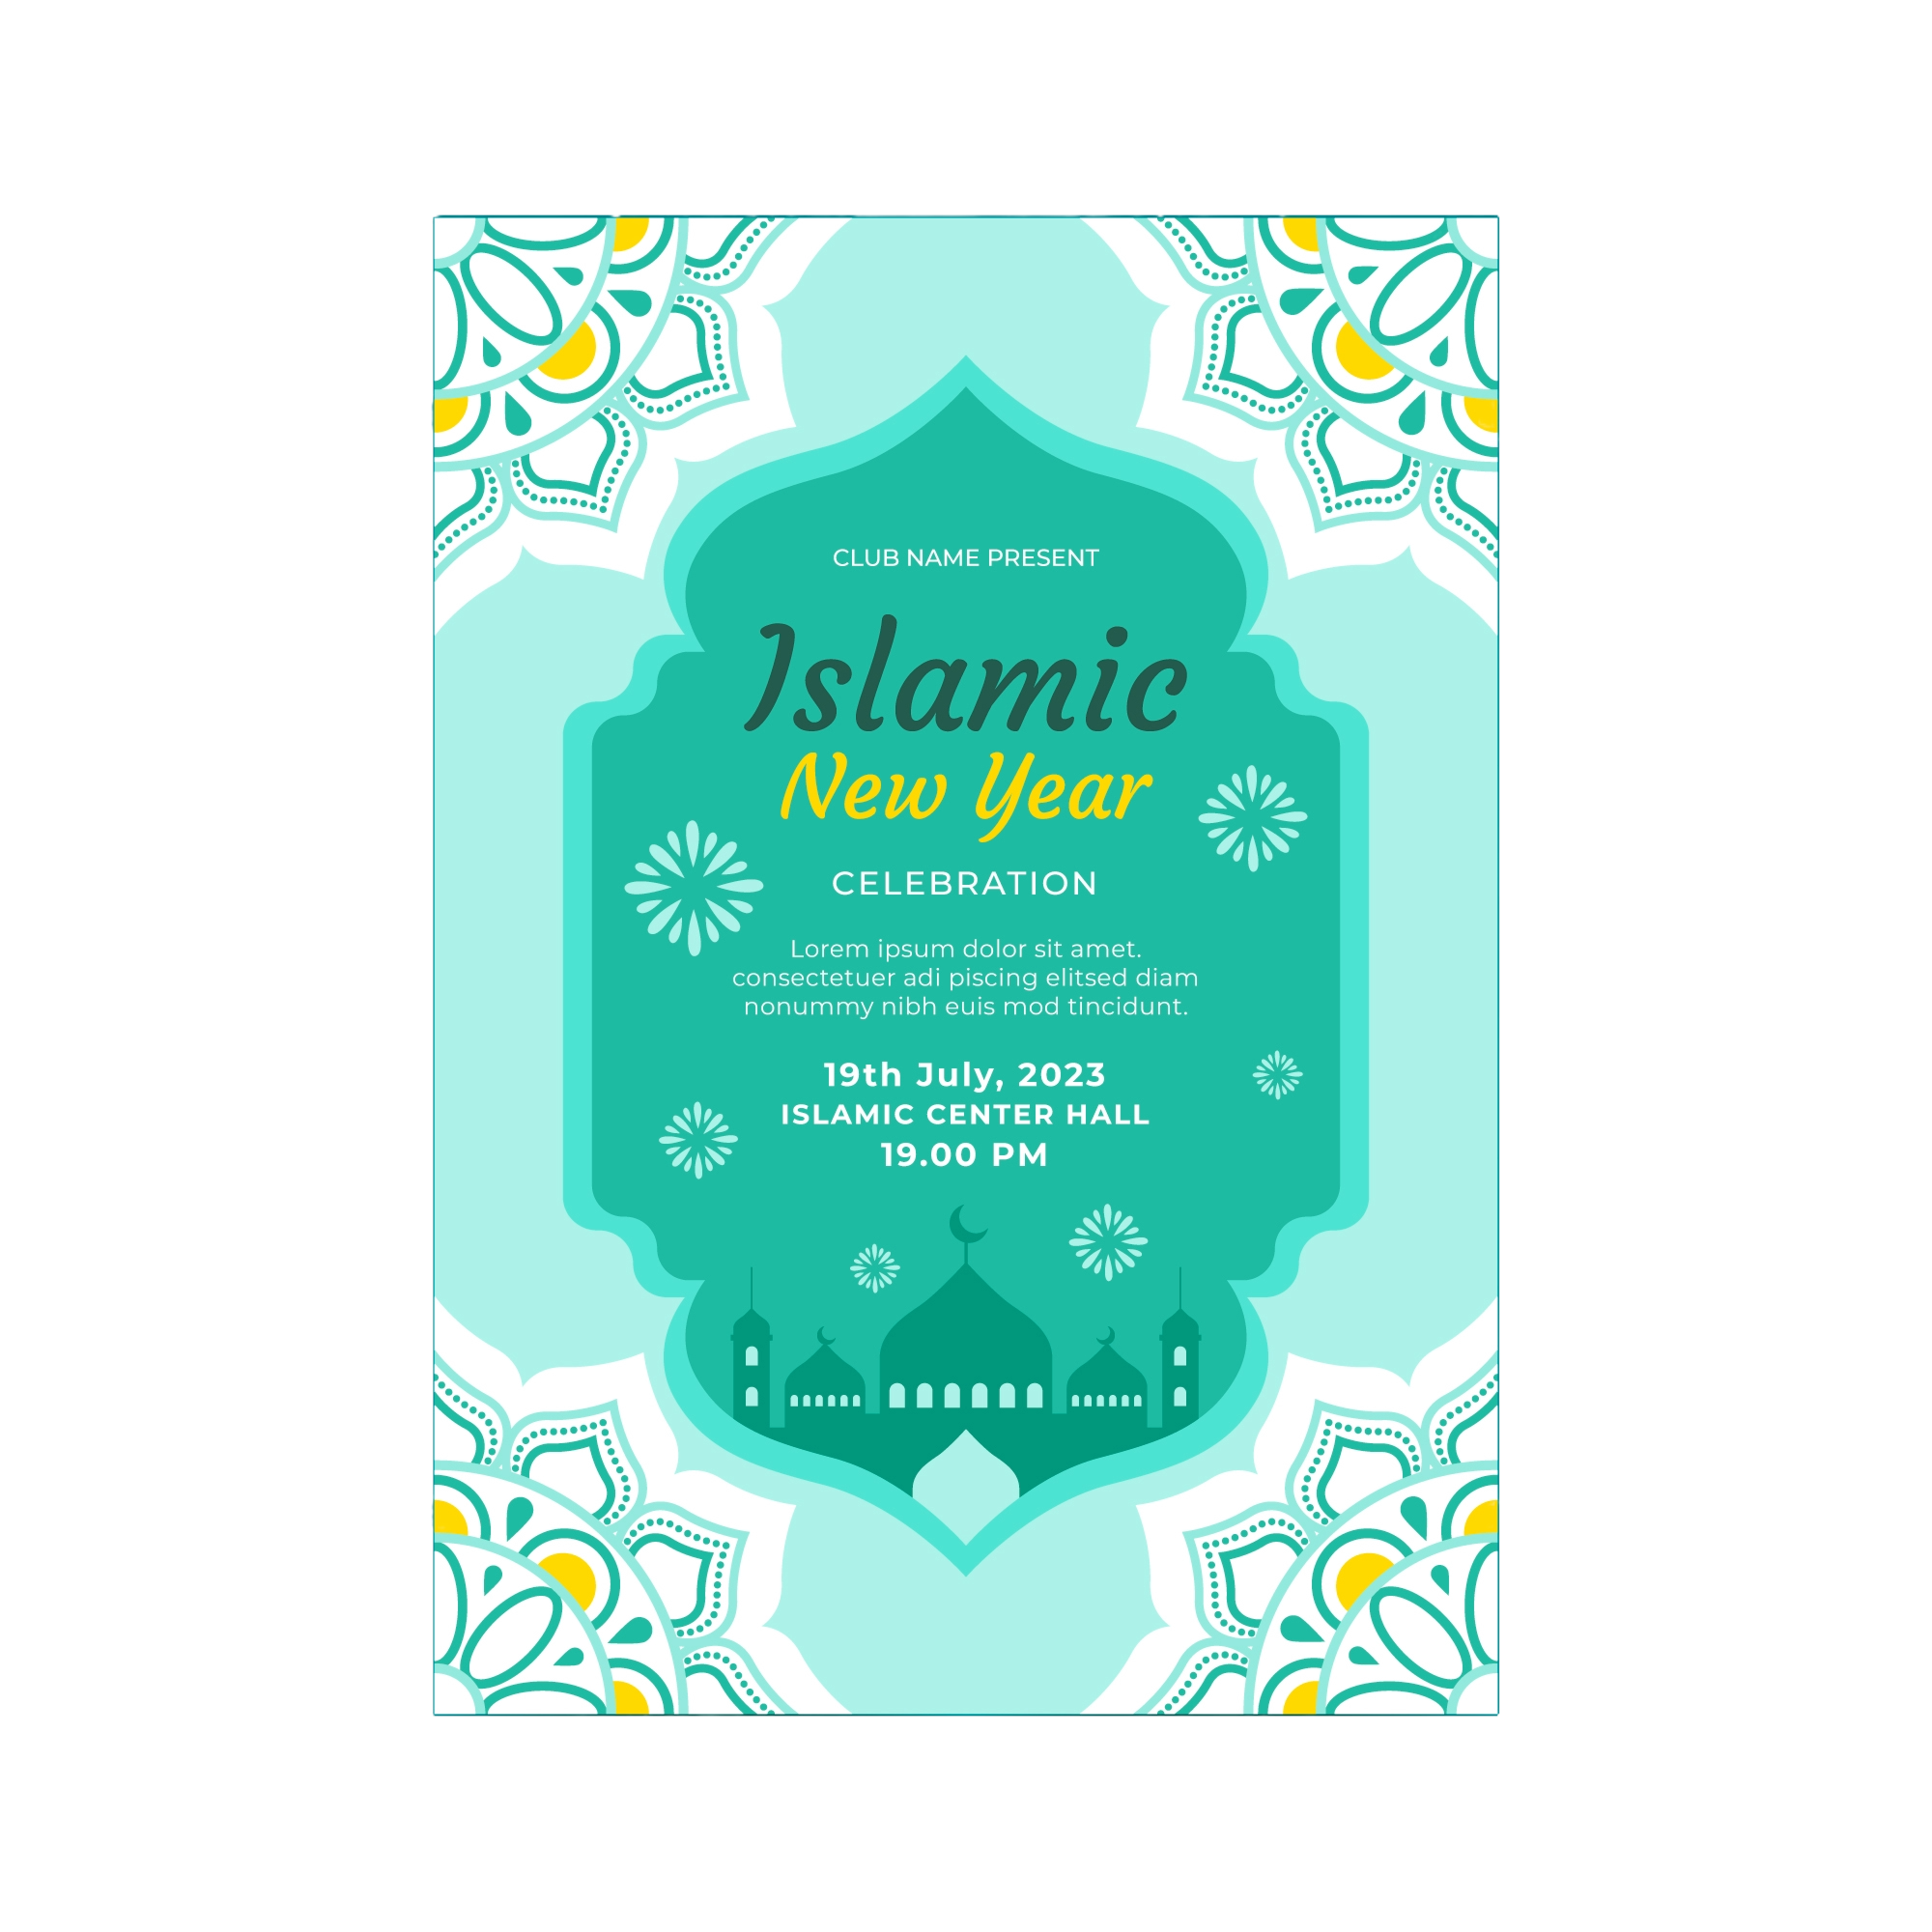 CLUB NAME PRESENT
Islamic
New Year
CELEBRATION
Lorem ipsum dolor sit amet.
consectetuer adi piscing elitsed diam
nonummy nibh euis mod tincidunt.
19th July, 2023
ISLAMIC CENTER HALL
19.00 PM